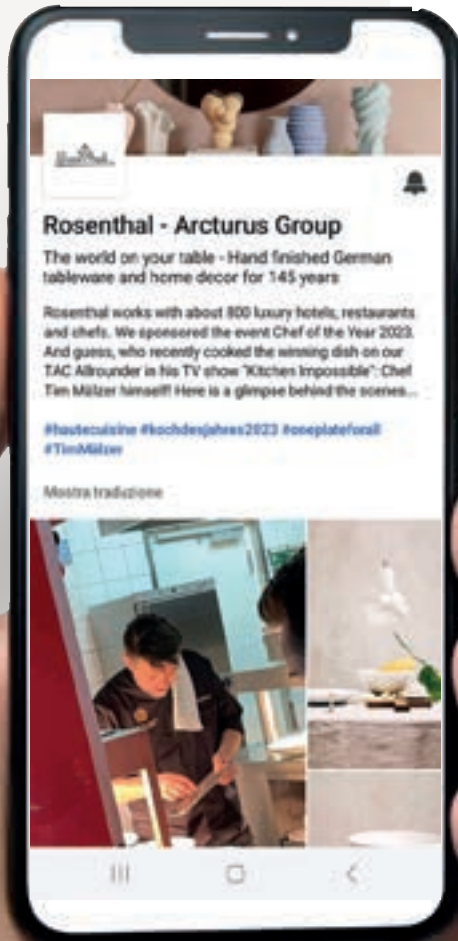 Rosenthal
Rosenthal - Arcturus Group
The world on your table - Hand finished German
tableware and home decor for 145 years
Rosenthal works with about 800 luxury hotels, restaurants
and chefs. We sponsored the event Chef of the Year 2023.
And guess, who recently cooked the winning dish on our
TAC Allrounder in his TV show "Kitchen Impossible": Chef
Tim Mälzer himself! Here is a glimpse behind the scenes...
#hautecuisine #kochdesjahres2023 #oneplateforall
#TimMälzer
Mostra traduzione